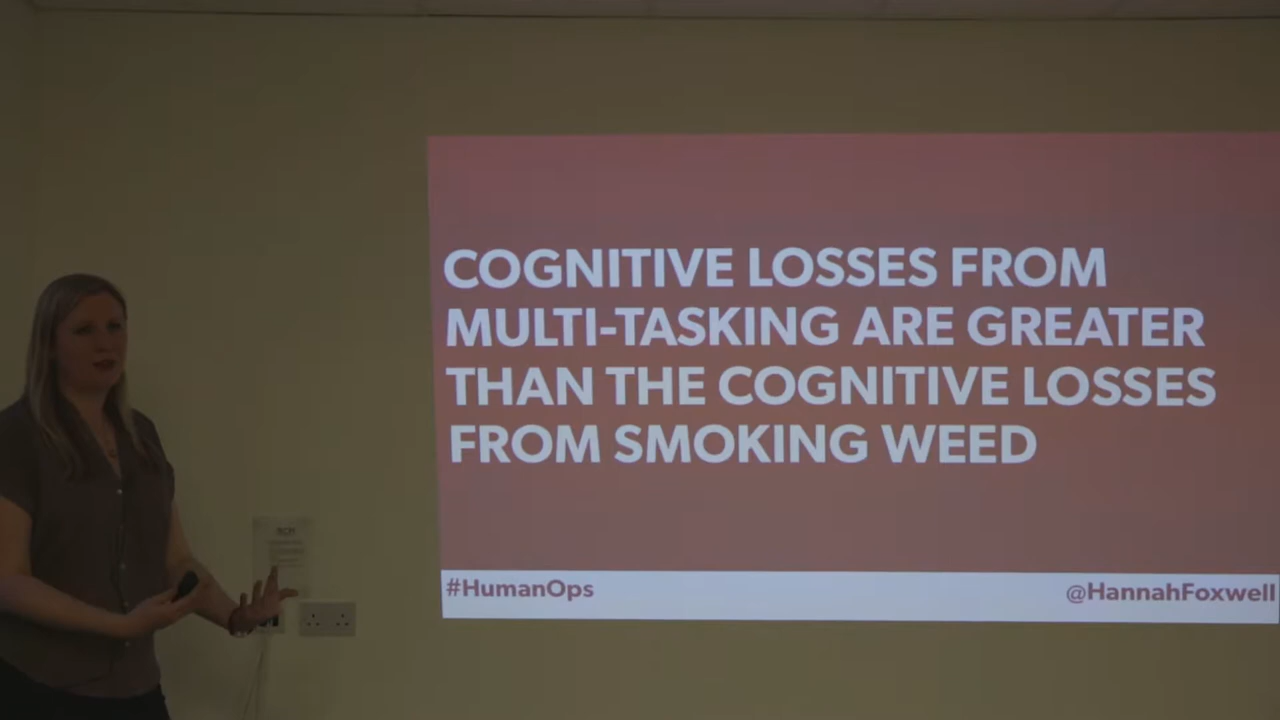 COGNITIVE LOSSES FROM
MULTI-TASKING ARE GREATER
THAN THE COGNITIVE LOSSES
FROM SMOKING WEED
#HumanOps
@HannahFoxwell